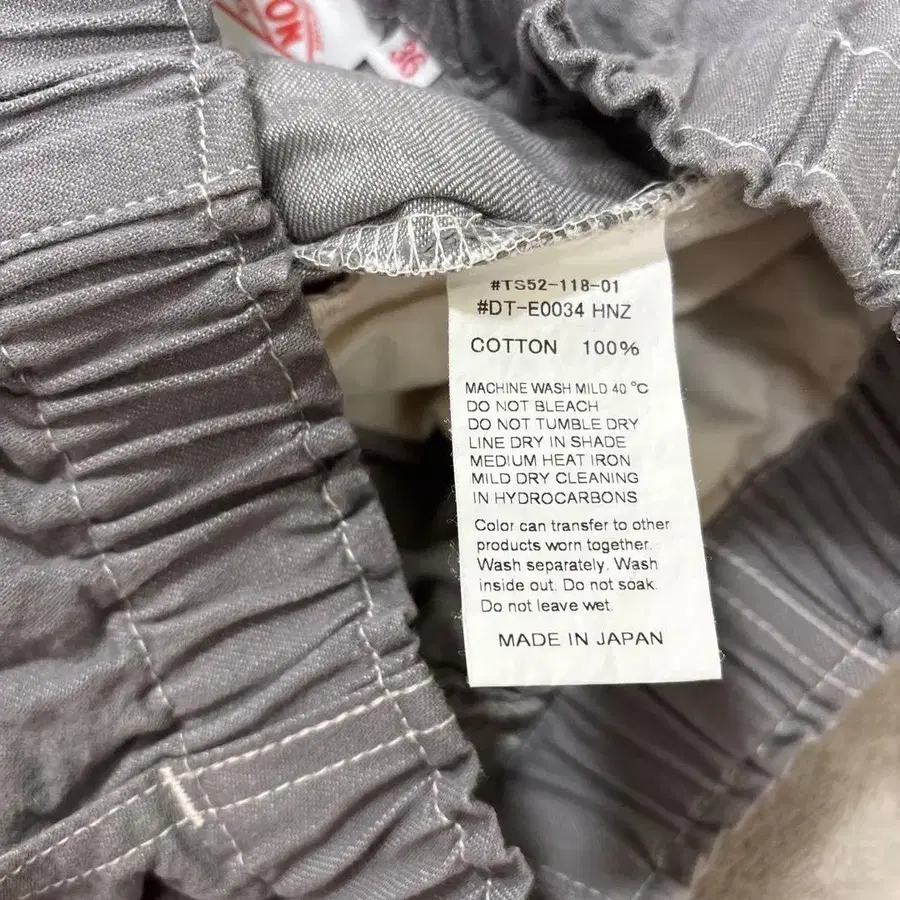 ON
36
#TS52-118-01
#DT-E0034 HNZ
COTTON 100%
MACHINE WASH MILD 40 °C
DO NOT BLEACH
DO NOT TUMBLE DRY
LINE DRY IN SHADE
MEDIUM HEAT IRON
MILD DRY CLEANING
IN HYDROCARBONS
Color can transfer to other
products worn together.
Wash separately. Wash
inside out. Do not soak.
Do not leave wet.
MADE IN JAPAN